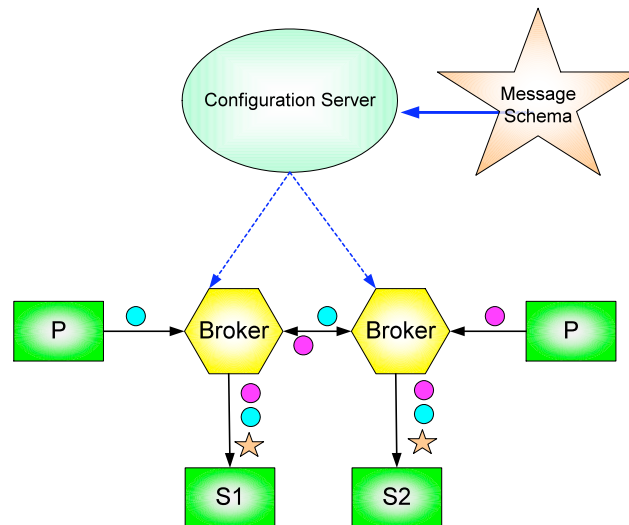 Configuration Server
Message
Schema
P
Broker
Broker
P
S1
S2